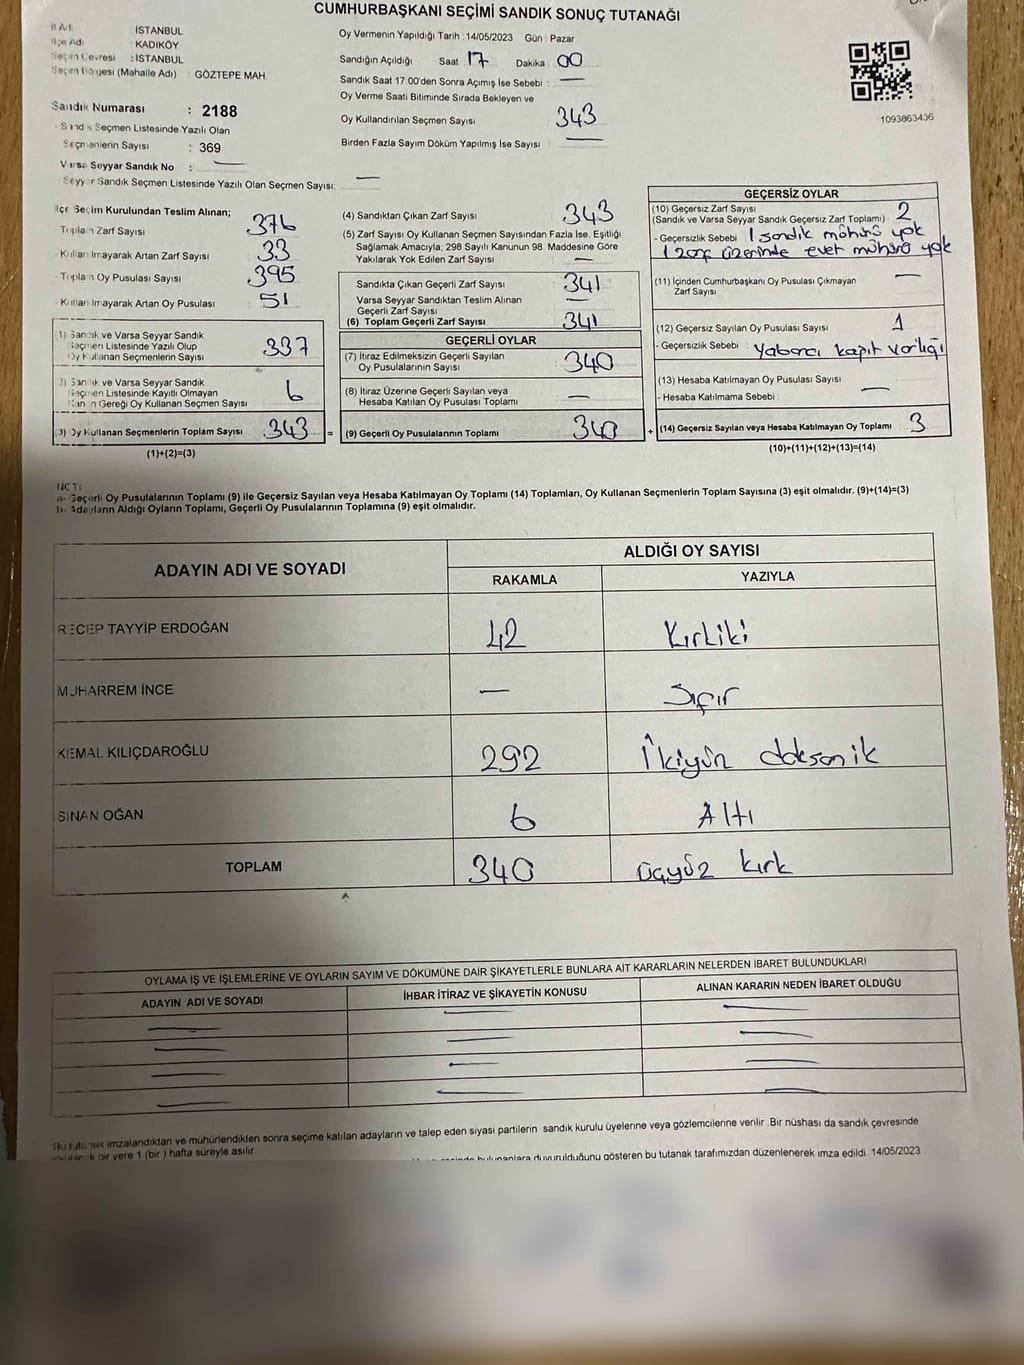 CUMHURBAŞKANI SEÇİMİ SANDIK SONUÇ TUTANAĞI
İl Adı : İSTANBUL
İlçe Adı : KADIKÖY
Seçim Çevresi : İSTANBUL
Seçim Bölgesi (Mahalle Adı) : GÖZTEPE MAH.
Sandık Numarası : 2188
Sandık Seçmen Listesinde Yazılı Olan
Seçmenlerin Sayısı : 369
Varsa Seyyar Sandık No : —
Seyyar Sandık Seçmen Listesinde Yazılı Olan Seçmen Sayısı: —
Oy Vermenin Yapıldığı Tarih : 14/05/2023 Gün : Pazar
Sandığın Açıldığı Saat 17 Dakika 00
Sandık Saat 17.00'den Sonra Açımış İse Sebebi : —
Oy Verme Saati Bitiminde Sırada Bekleyen ve
Oy Kullandırılan Seçmen Sayısı 343
Birden Fazla Sayım Döküm Yapılmış İse Sayısı : —
1093863436
İlçe Seçim Kurulundan Teslim Alınan;
Toplam Zarf Sayısı 376
Kullanılmayarak Artan Zarf Sayısı 33
Toplam Oy Pusulası Sayısı 395
Kullanılmayarak Artan Oy Pusulası 51
1) Sandık ve Varsa Seyyar Sandık
Seçmen Listesinde Yazılı Olup
Oy Kullanan Seçmenlerin Sayısı 337
2) Sandık ve Varsa Seyyar Sandık
Seçmen Listesinde Kayıtlı Olmayan
Kanun Gereği Oy Kullanan Seçmen Sayısı 6
(3) Oy Kullanan Seçmenlerin Toplam Sayısı 343 =
(1)+(2)=(3)
(4) Sandıktan Çıkan Zarf Sayısı 343
(5) Zarf Sayısı Oy Kullanan Seçmen Sayısından Fazla İse, Eşitliği
Sağlamak Amacıyla; 298 Sayılı Kanunun 98. Maddesine Göre
Yakılarak Yok Edilen Zarf Sayısı —
Sandıkta Çıkan Geçerli Zarf Sayısı 341
Varsa Seyyar Sandıktan Teslim Alınan
Geçerli Zarf Sayısı —
(6) Toplam Geçerli Zarf Sayısı 341
GEÇERLİ OYLAR
(7) İtiraz Edilmeksizin Geçerli Sayılan
Oy Pusulalarının Sayısı 340
(8) İtiraz Üzerine Geçerli Sayılan veya
Hesaba Katılan Oy Pusulası Toplamı —
(9) Geçerli Oy Pusulalarının Toplamı 340 +
GEÇERSİZ OYLAR
(10) Geçersiz Zarf Sayısı 2
(Sandık ve Varsa Seyyar Sandık Geçersiz Zarf Toplamı)
- Geçersizlik Sebebi 1 sandık mühürü yok
1 zarf üzerinde evet mühürü yok
(11) İçinden Cumhurbaşkanı Oy Pusulası Çıkmayan
Zarf Sayısı —
(12) Geçersiz Sayılan Oy Pusulası Sayısı 1
- Geçersizlik Sebebi Yabancı kağıt varlığı
(13) Hesaba Katılmayan Oy Pusulası Sayısı
- Hesaba Katılmama Sebebi : —
(14) Geçersiz Sayılan veya Hesaba Katılmayan Oy Toplamı 3
(10)+(11)+(12)+(13)=(14)
NOT:
a- Geçerli Oy Pusulalarının Toplamı (9) ile Geçersiz Sayılan veya Hesaba Katılmayan Oy Toplamı (14) Toplamları, Oy Kullanan Seçmenlerin Toplam Sayısına (3) eşit olmalıdır. (9)+(14)=(3)
b- Adayların Aldığı Oyların Toplamı, Geçerli Oy Pusulalarının Toplamına (9) eşit olmalıdır.
ADAYIN ADI VE SOYADI ALDIĞI OY SAYISI
RAKAMLA YAZIYLA
RECEP TAYYİP ERDOĞAN 42 Kırkiki
MUHARREM İNCE — Sıfır
KEMAL KILIÇDAROĞLU 292 İkiyüz doksanik
SİNAN OĞAN 6 Altı
TOPLAM 340 üçyüz kırk
OYLAMA İŞ VE İŞLEMLERİNE VE OYLARIN SAYIM VE DÖKÜMÜNE DAİR ŞİKAYETLERLE BUNLARA AİT KARARLARIN NELERDEN İBARET BULUNDUKLARI
ADAYIN ADI VE SOYADI İHBAR İTİRAZ VE ŞİKAYETİN KONUSU ALINAN KARARIN NEDEN İBARET OLDUĞU
— — —
— — —
— — —
— — —
Bu tutanak imzalandıktan ve mühürlendikten sonra seçime katılan adayların ve talep eden siyasi partilerin sandık kurulu üyelerine veya gözlemcilerine verilir. Bir nüshası da sandık çevresinde
bir yere 1 (bir) hafta süreyle asılır.
bulunanlara duyurulduğunu gösteren bu tutanak tarafımızdan düzenlenerek imza edildi. 14/05/2023